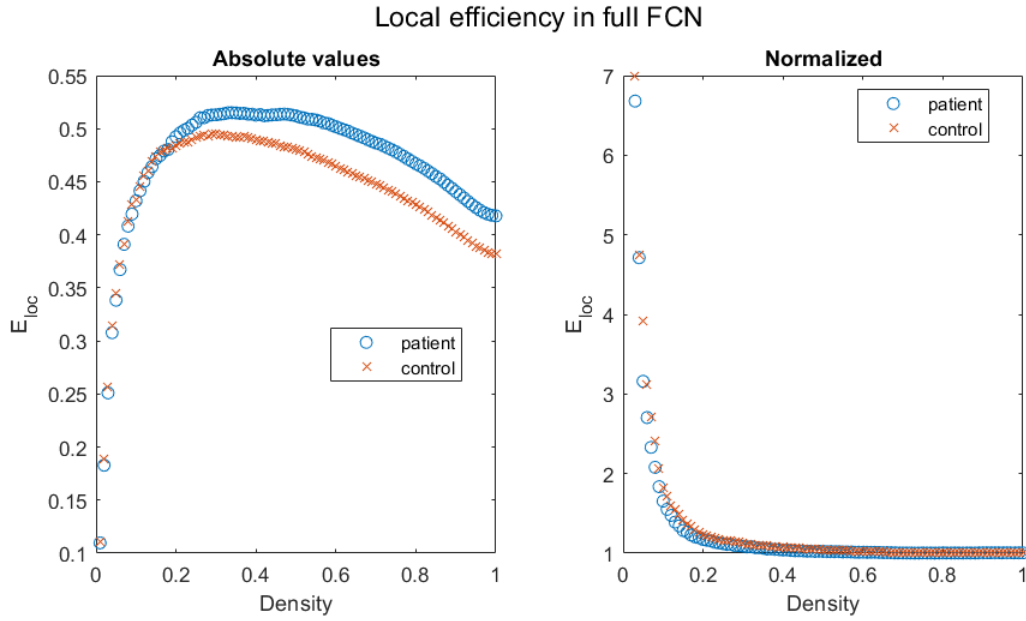 Local efficiency in full FCN
Absolute values
0.55
0.5
0.45
0.4
0.35
0.3
0.25
0.2
0.15
0.1
E_loc
patient
control
0
0.2
0.4
0.6
0.8
1
Density
Normalized
7
6
5
4
3
2
1
E_loc
patient
control
0
0.2
0.4
0.6
0.8
1
Density